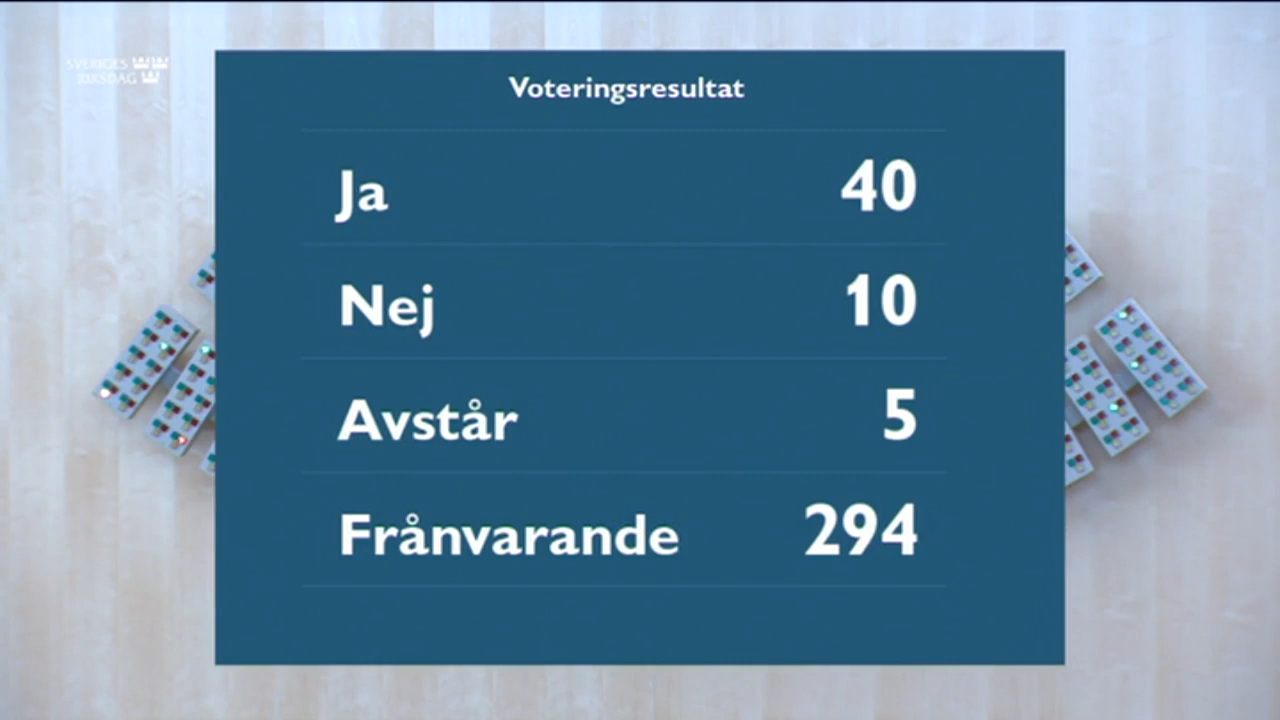 SVERIGES
RIKSDAG
Voteringsresultat
Ja 40
Nej 10
Avstår 5
Frånvarande 294